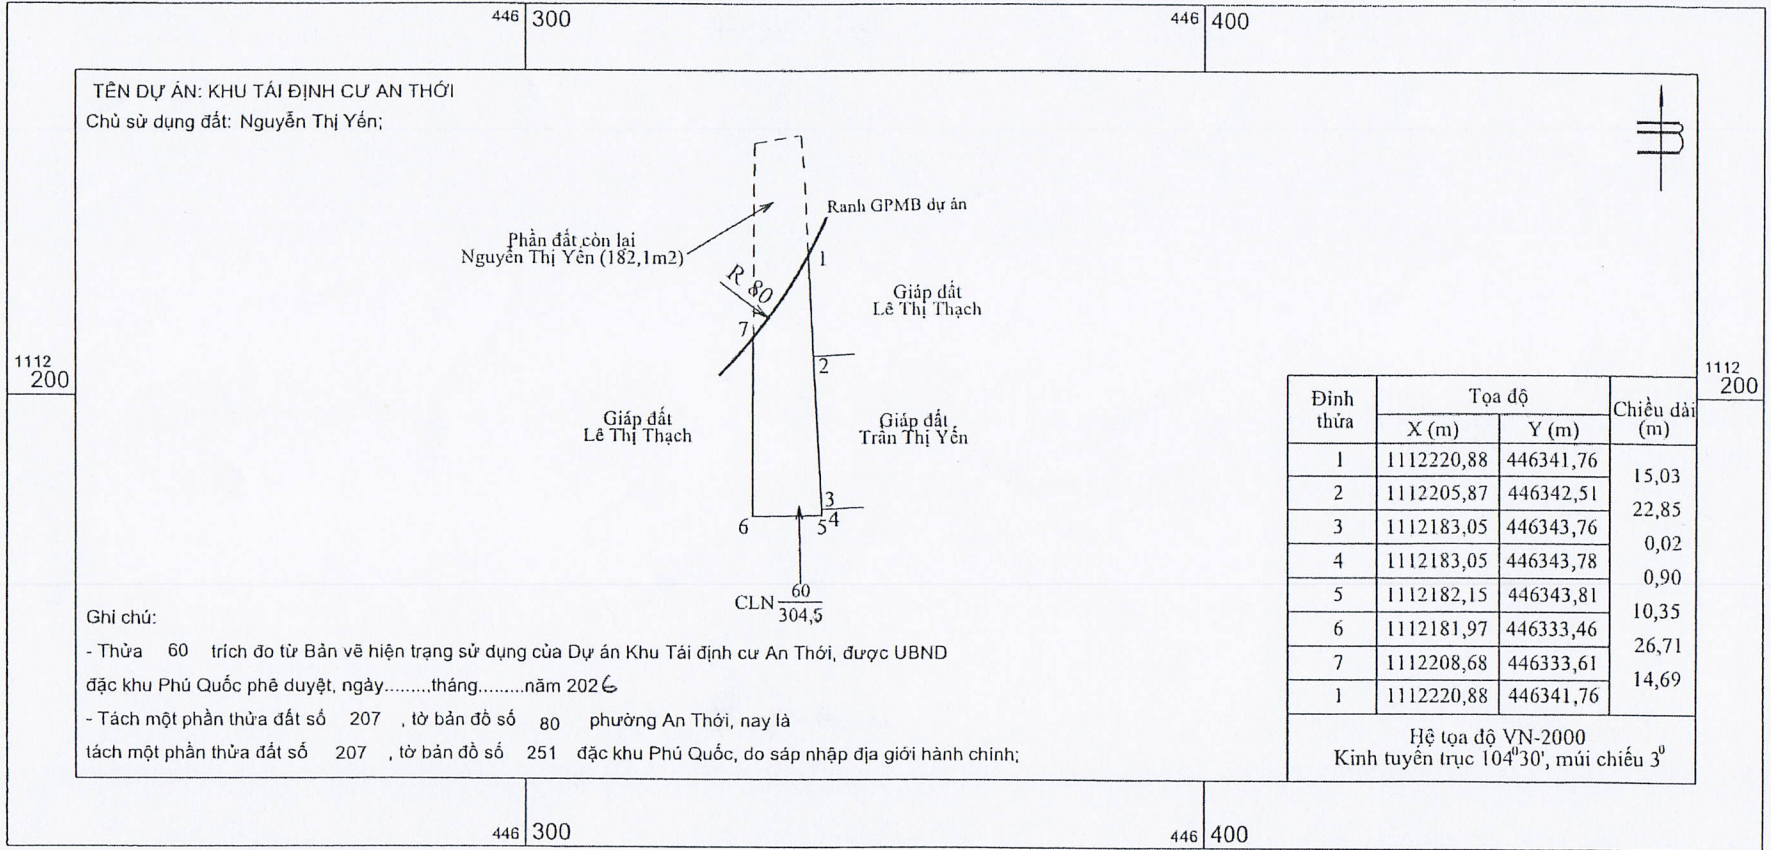 446 300
446 400
TÊN DỰ ÁN: KHU TÁI ĐỊNH CƯ AN THỚI
Chủ sử dụng đất: Nguyễn Thị Yến;
B
Ranh GPMB dự án
Phần đất còn lại
Nguyễn Thị Yến (182,1m2)
1
R 80
Giáp đất
Lê Thị Thạch
7
2
1112
200
1112
200
Giáp đất
Lê Thị Thạch
Giáp đất
Trần Thị Yến
3
6
5
4
CLN 60
304,5
Đỉnh thửa Tọa độ Chiều dài (m)
X (m) Y (m)
1 1112220,88 446341,76
15,03
2 1112205,87 446342,51
22,85
3 1112183,05 446343,76
0,02
4 1112183,05 446343,78
0,90
5 1112182,15 446343,81
10,35
6 1112181,97 446333,46
26,71
7 1112208,68 446333,61
14,69
1 1112220,88 446341,76
Hệ tọa độ VN-2000
Kinh tuyến trục 104⁰30', múi chiếu 3⁰
Ghi chú:
- Thửa 60 trích đo từ Bản vẽ hiện trạng sử dụng của Dự án Khu Tái định cư An Thới, được UBND
đặc khu Phú Quốc phê duyệt, ngày.........tháng.........năm 2026
- Tách một phần thửa đất số 207 , tờ bản đồ số 80 phường An Thới, nay là
tách một phần thửa đất số 207 , tờ bản đồ số 251 đặc khu Phú Quốc, do sáp nhập địa giới hành chính;
446 300
446 400